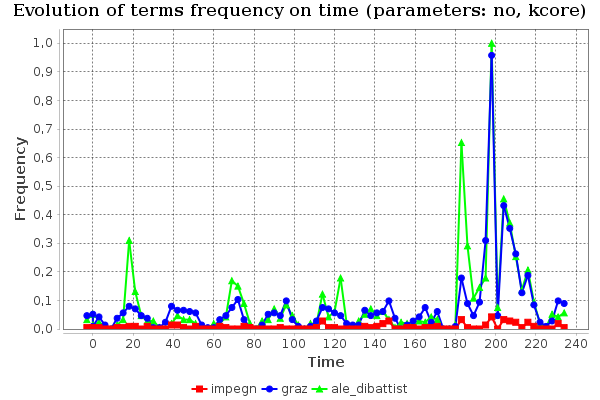 Evolution of terms frequency on time (parameters: no, kcore)
1,0
0,9
0,8
0,7
0,6
0,5
0,4
0,3
0,2
0,1
0,0
Frequency
0 20 40 60 80 100 120 140 160 180 200 220 240
Time
impegn graz ale_dibattist